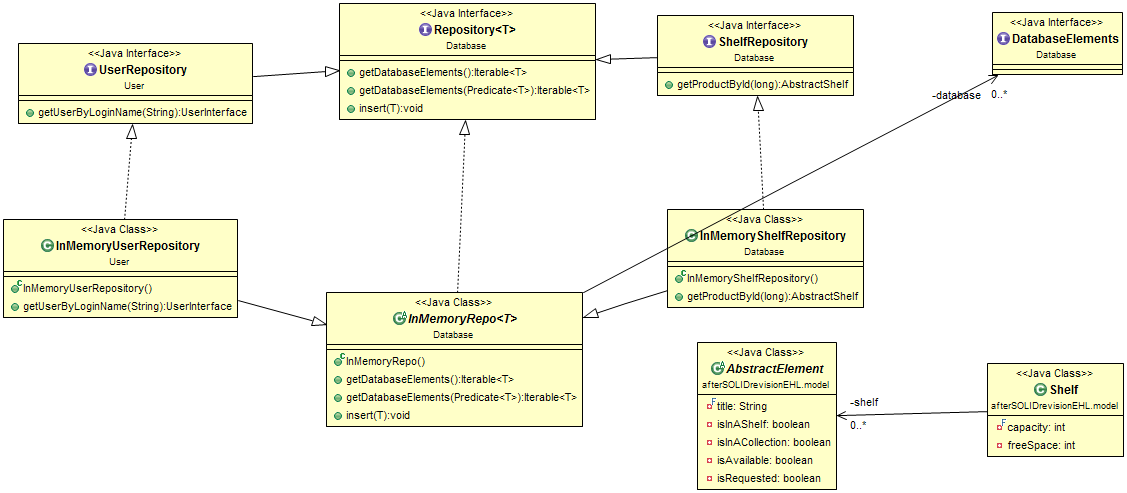 <<Java Interface>>
UserRepository
User
getUserByLoginName(String):UserInterface
<<Java Interface>>
Repository<T>
Database
getDatabaseElements():Iterable<T>
getDatabaseElements(Predicate<T>):Iterable<T>
insert(T):void
<<Java Interface>>
ShelfRepository
Database
getProductById(long):AbstractShelf
<<Java Interface>>
DatabaseElements
Database
-database
0..*
<<Java Class>>
InMemoryUserRepository
User
InMemoryUserRepository()
getUserByLoginName(String):UserInterface
<<Java Class>>
InMemoryRepo<T>
Database
InMemoryRepo()
getDatabaseElements():Iterable<T>
getDatabaseElements(Predicate<T>):Iterable<T>
insert(T):void
<<Java Class>>
InMemoryShelfRepository
Database
InMemoryShelfRepository()
getProductById(long):AbstractShelf
<<Java Class>>
AbstractElement
afterSOLIDrevisionEHL.model
title: String
isInAShelf: boolean
isInACollection: boolean
isAvailable: boolean
isRequested: boolean
-shelf
0..*
<<Java Class>>
Shelf
afterSOLIDrevisionEHL.model
capacity: int
freeSpace: int